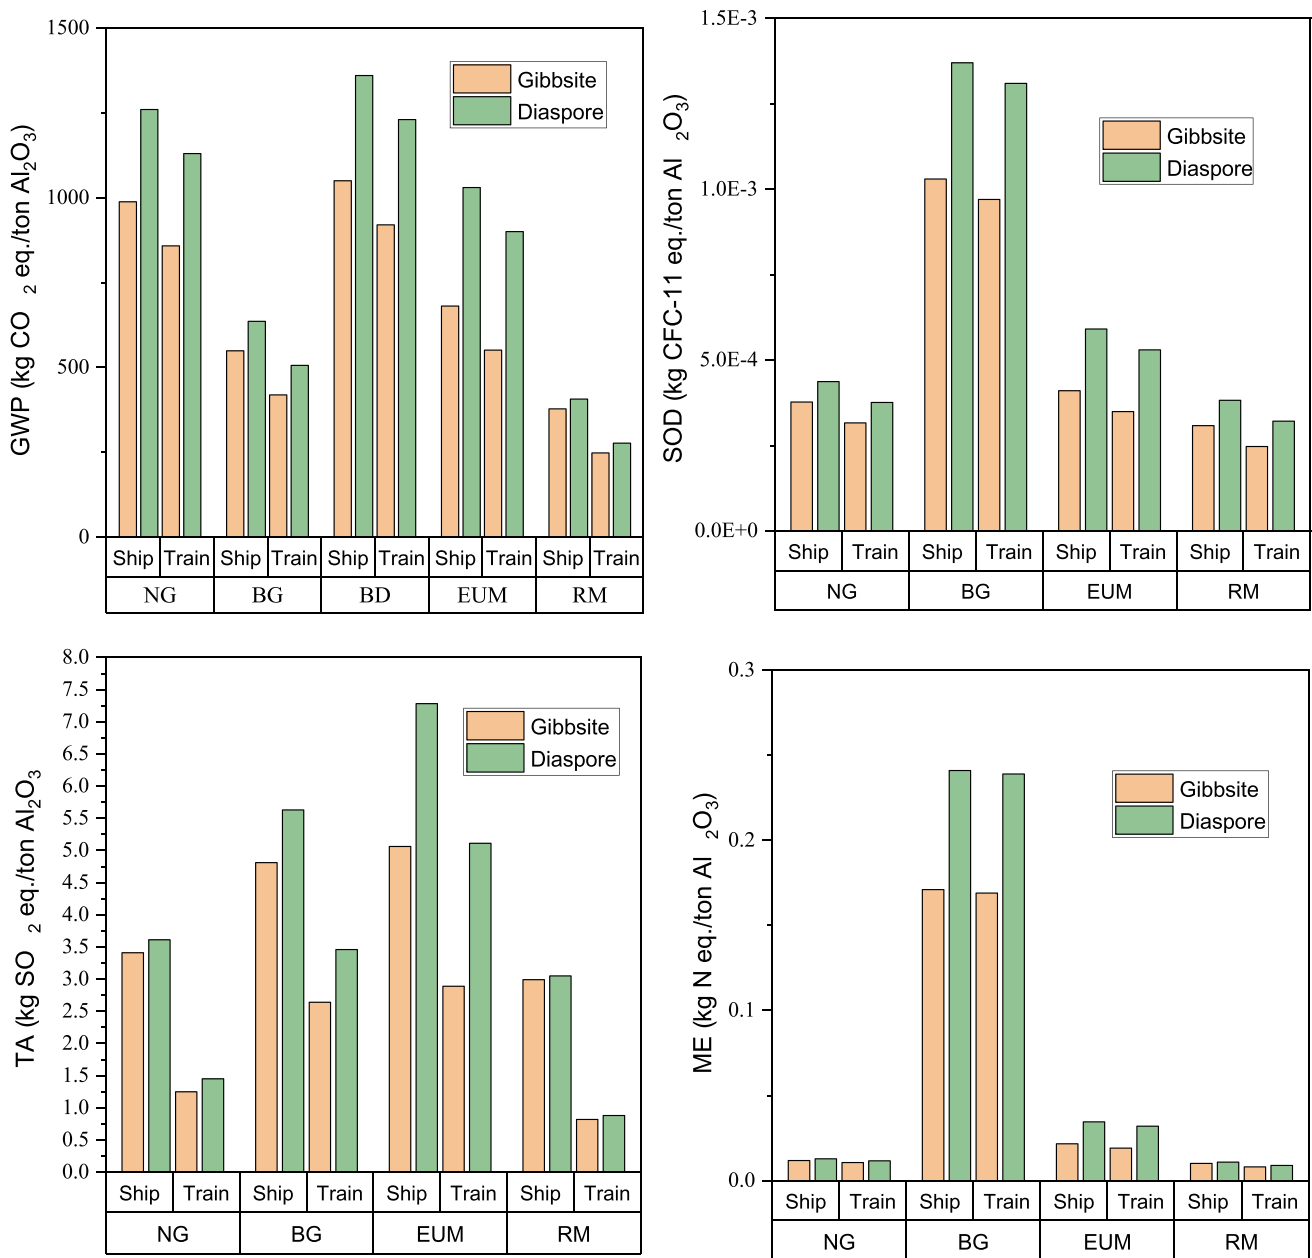 1500
1000
500
0
GWP (kg CO 2 eq./ton Al2O3)
Gibbsite
Diaspore
Ship Train Ship Train Ship Train Ship Train Ship Train
NG BG BD EUM RM
1.5E-3
1.0E-3
5.0E-4
0.0E+0
SOD (kg CFC-11 eq./ton Al 2O3)
Gibbsite
Diaspore
Ship Train Ship Train Ship Train Ship Train
NG BG EUM RM
8.0
7.5
7.0
6.5
6.0
5.5
5.0
4.5
4.0
3.5
3.0
2.5
2.0
1.5
1.0
0.5
0.0
TA (kg SO 2 eq./ton Al2O3
Gibbsite
Diaspore
Ship Train Ship Train Ship Train Ship Train
NG BG EUM RM
0.3
0.2
0.1
0.0
ME (kg N eq./ton Al 2O3)
Gibbsite
Diaspore
Ship Train Ship Train Ship Train Ship Train
NG BG EUM RM